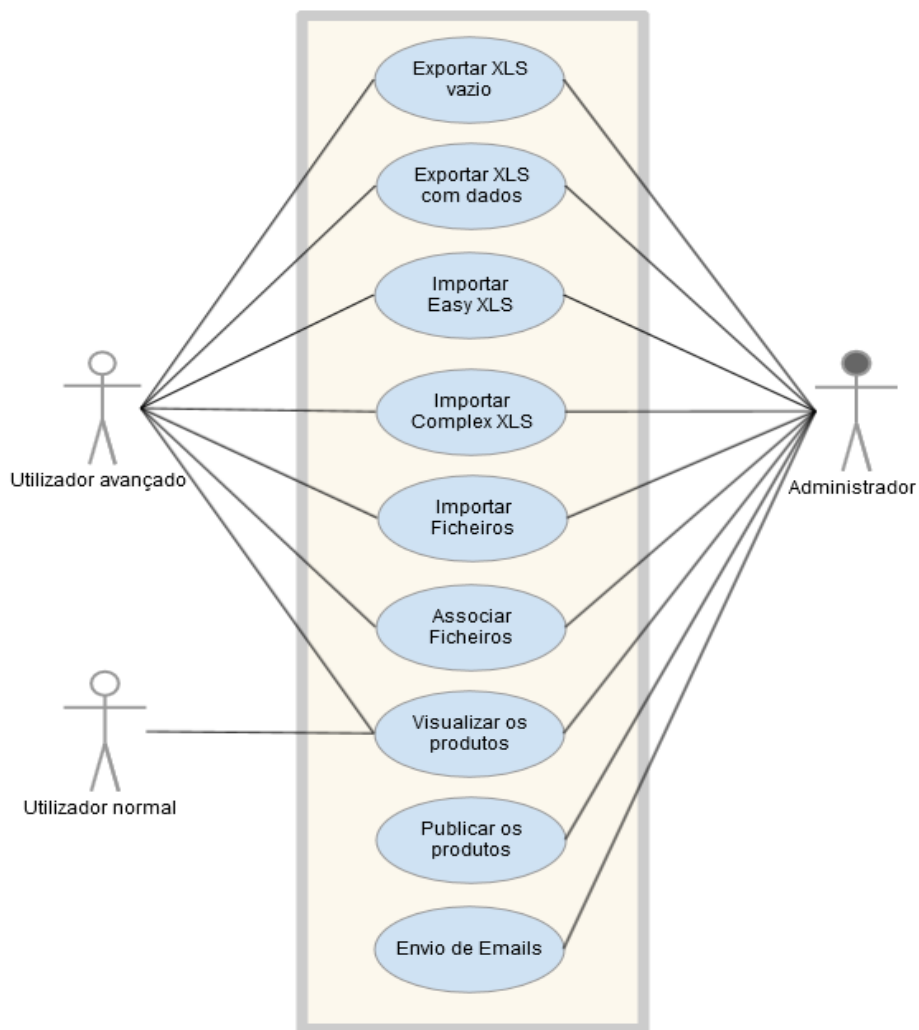 Exportar XLS
vazio
Exportar XLS
com dados
Importar
Easy XLS
Importar
Complex XLS
Utilizador avançado
Administrador
Importar
Ficheiros
Associar
Ficheiros
Visualizar os
produtos
Utilizador normal
Publicar os
produtos
Envio de Emails